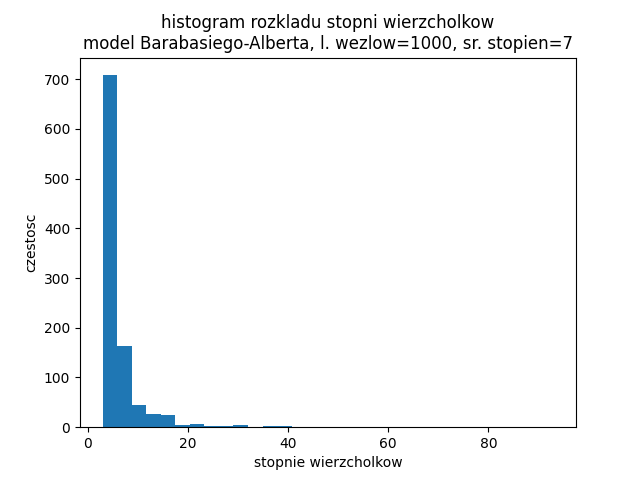 histogram rozkladu stopni wierzcholkow
model Barabasiego-Alberta, l. wezlow=1000, sr. stopien=7
700
600
500
400
300
200
100
0
czestosc
0 20 40 60 80
stopnie wierzcholkow